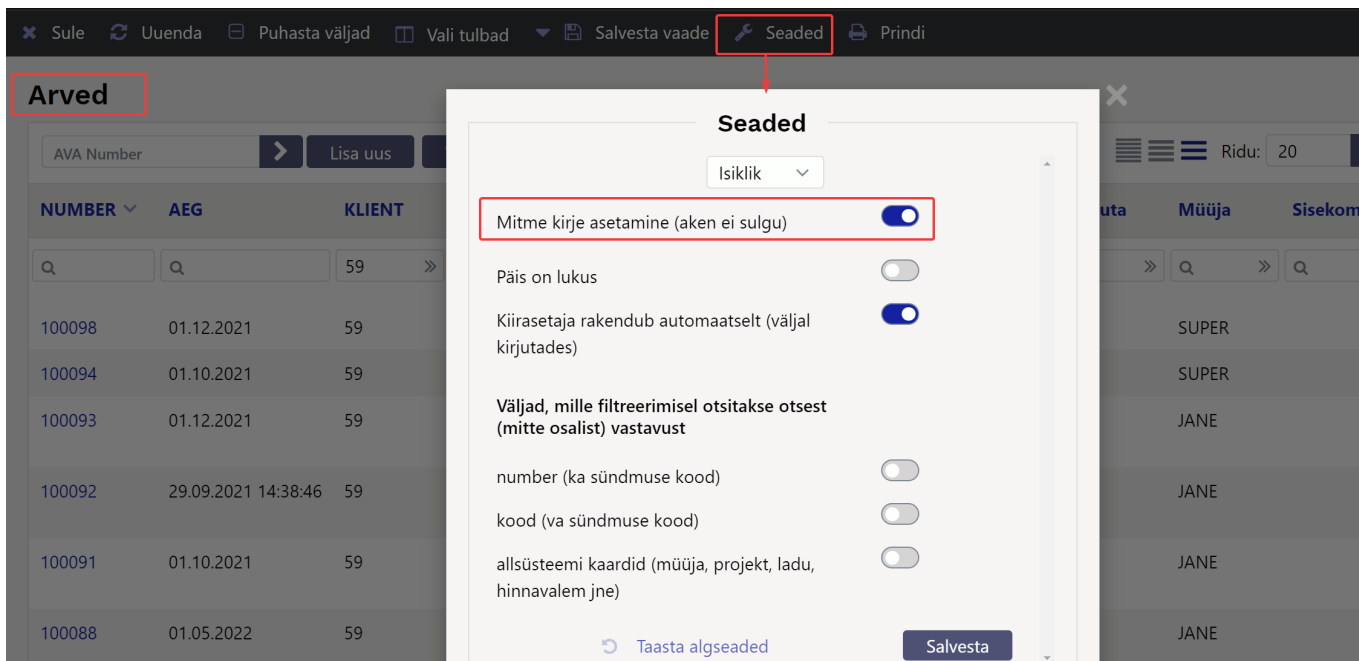 Sule Uuenda Puhasta väljad Vali tulbad Salvesta vaade Seaded Prindi
Arved
Seaded
AVA Number Lisa uus Ridu: 20
Isiklik
NUMBER AEG KLIENT Müüja
Mitme kirje asetamine (aken ei sulgu)
59
Päis on lukus
Kiirasetaja rakendub automaatselt (väljal
kirjutades)
100098 01.12.2021 59 SUPER
100094 01.10.2021 59 SUPER
Väljad, mille filtreerimisel otsitakse otsest
(mitte osalist) vastavust
100093 01.12.2021 59 JANE
number (ka sündmuse kood)
100092 29.09.2021 14:38:46 59 JANE
kood (va sündmuse kood)
100091 01.10.2021 59 JANE
allsüsteemi kaardid (müüja, projekt, ladu,
hinnavalem jne)
100088 01.05.2022 59 JANE
Taasta algseaded Salvesta